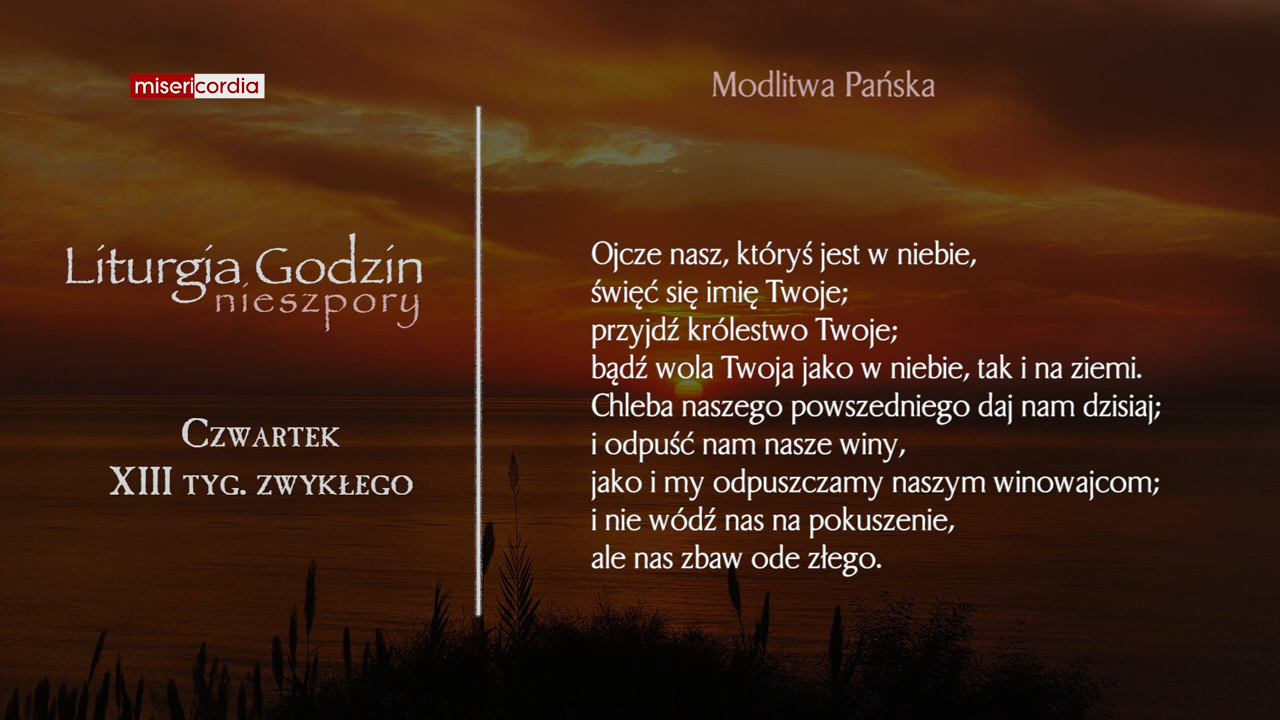 misericordia
Liturgia Godzin
nieszpory
Czwartek
XIII tyg. zwykłego
Modlitwa Pańska
Ojcze nasz, któryś jest w niebie,
święć się imię Twoje;
przyjdź królestwo Twoje;
bądź wola Twoja jako w niebie, tak i na ziemi.
Chleba naszego powszedniego daj nam dzisiaj;
i odpuść nam nasze winy,
jako i my odpuszczamy naszym winowajcom;
i nie wódź nas na pokuszenie,
ale nas zbaw ode złego.